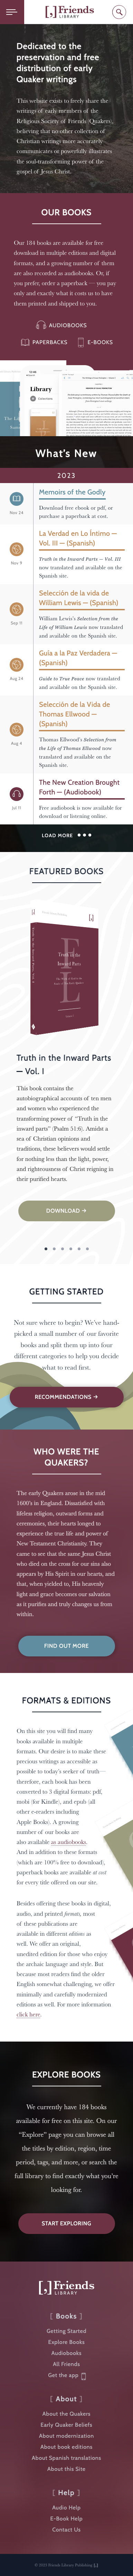 Friends
LIBRARY
Dedicated to the
preservation and free
distribution of early
Quaker writings
This website exists to freely share the
writings of early members of the
Religious Society of Friends (Quakers),
believing that no other collection of
Christian writings more accurately
communicates or powerfully illustrates
the soul-transforming power of the
gospel of Jesus Christ.
OUR BOOKS
Our 184 books are available for free
download in multiple editions and digital
formats, and a growing number of them
are also recorded as audiobooks. Or, if
you prefer, order a paperback — you pay
only and exactly what it costs to us to have
them printed and shipped to you.
AUDIOBOOKS
PAPERBACKS
E-BOOKS
Library
What's New
2023
Nov 24
Memoirs of the Godly
Download free ebook or pdf, or
purchase a paperback at cost.
Nov 9
La Verdad en Lo Íntimo —
Vol. III — (Spanish)
Truth in the Inward Parts — Vol. III
now translated and available on the
Spanish site.
Sep 11
Selección de la vida de
William Lewis — (Spanish)
William Lewis's Selection from the
Life of William Lewis now translated
and available on the Spanish site.
Aug 24
Guía a la Paz Verdadera —
(Spanish)
Guide to True Peace now translated
and available on the Spanish site.
Aug 4
Selección de la Vida de
Thomas Ellwood —
(Spanish)
Thomas Ellwood's Selection from
the Life of Thomas Ellwood now
translated and available on the
Spanish site.
Jul 11
The New Creation Brought
Forth — (Audiobook)
Free audiobook is now available for
download or listening online.
LOAD MORE
FEATURED BOOKS
Truth in the
Inward Parts
Truth in the Inward Parts
— Vol. I
This book contains the
autobiographical accounts of ten men
and women who experienced the
transforming power of "truth in the
inward parts" (Psalm 51:6). Amidst a
sea of Christian opinions and
traditions, these believers would settle
for nothing less than the light, power,
and virtue of Jesus Christ reigning in
their purified hearts.
DOWNLOAD →
GETTING STARTED
Not sure where to begin? We've hand-
picked a small number of our favorite
books and split them up into four
different categories to help you decide
what to read first.
RECOMMENDATIONS →
WHO WERE THE
QUAKERS?
The early Quakers arose in the mid
1600's in England. Dissatisfied with
lifeless religion, outward forms and
ceremonies, their hearts longed to
experience the true life and power of
New Testament Christianity. They
came to see that the same Jesus Christ
who died on the cross for our sins also
appears by His Spirit in our hearts, and
that, when yielded to, His heavenly
light and grace becomes our salvation
as it purifies and truly changes us from
within.
FIND OUT MORE
FORMATS & EDITIONS
On this site you will find many
books available in multiple
formats. Our desire is to make these
precious writings as accessible as
possible to today's seeker of truth—
therefore, each book has been
converted to 3 digital formats: pdf,
mobi (for Kindle), and epub (all
other e-readers including
Apple Books). A growing
number of our books are
also available as audiobooks.
And in addition to these formats
(which are 100% free to download),
paperback copies are available at cost
for every title offered on our site.
Besides offering these books in digital,
audio, and printed formats, most of
these publications are available in
different editions as well. We offer an original,
unedited edition for those who enjoy
the archaic language and style. But
because most readers find the older
English somewhat challenging, we offer
minimally and carefully modernized
editions as well. For more information
click here.
EXPLORE BOOKS
We currently have 184 books
available for free on this site. On our
"Explore" page you can browse all
the titles by edition, region, time
period, tags, and more, or search the
full library to find exactly what you're
looking for.
START EXPLORING
Friends
LIBRARY
[ Books ]
Getting Started
Explore Books
Audiobooks
All Friends
Get the app
[ About ]
About the Quakers
Early Quaker Beliefs
About modernization
About book editions
About Spanish translations
About this Site
[ Help ]
Audio Help
E-Book Help
Contact Us
© 2023 Friends Library Publishing